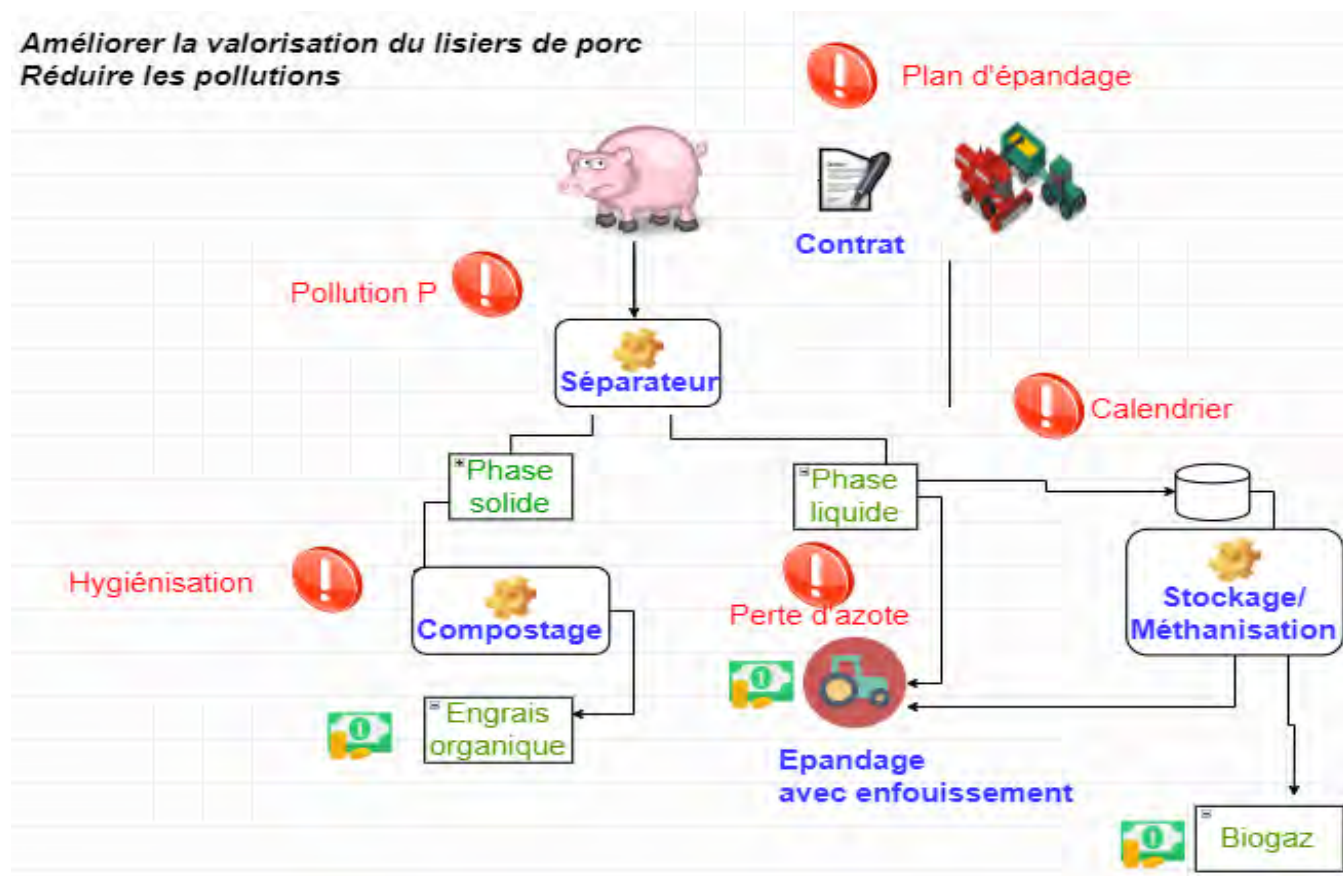 Améliorer la valorisation du lisiers de porc
Réduire les pollutions
Plan d'épandage
Contrat
Pollution P
Séparateur
Calendrier
Phase
solide
Phase
liquide
Hygiénisation
Compostage
Perte d'azote
Stockage/
Méthanisation
Engrais
organique
Epandage
avec enfouissement
Biogaz